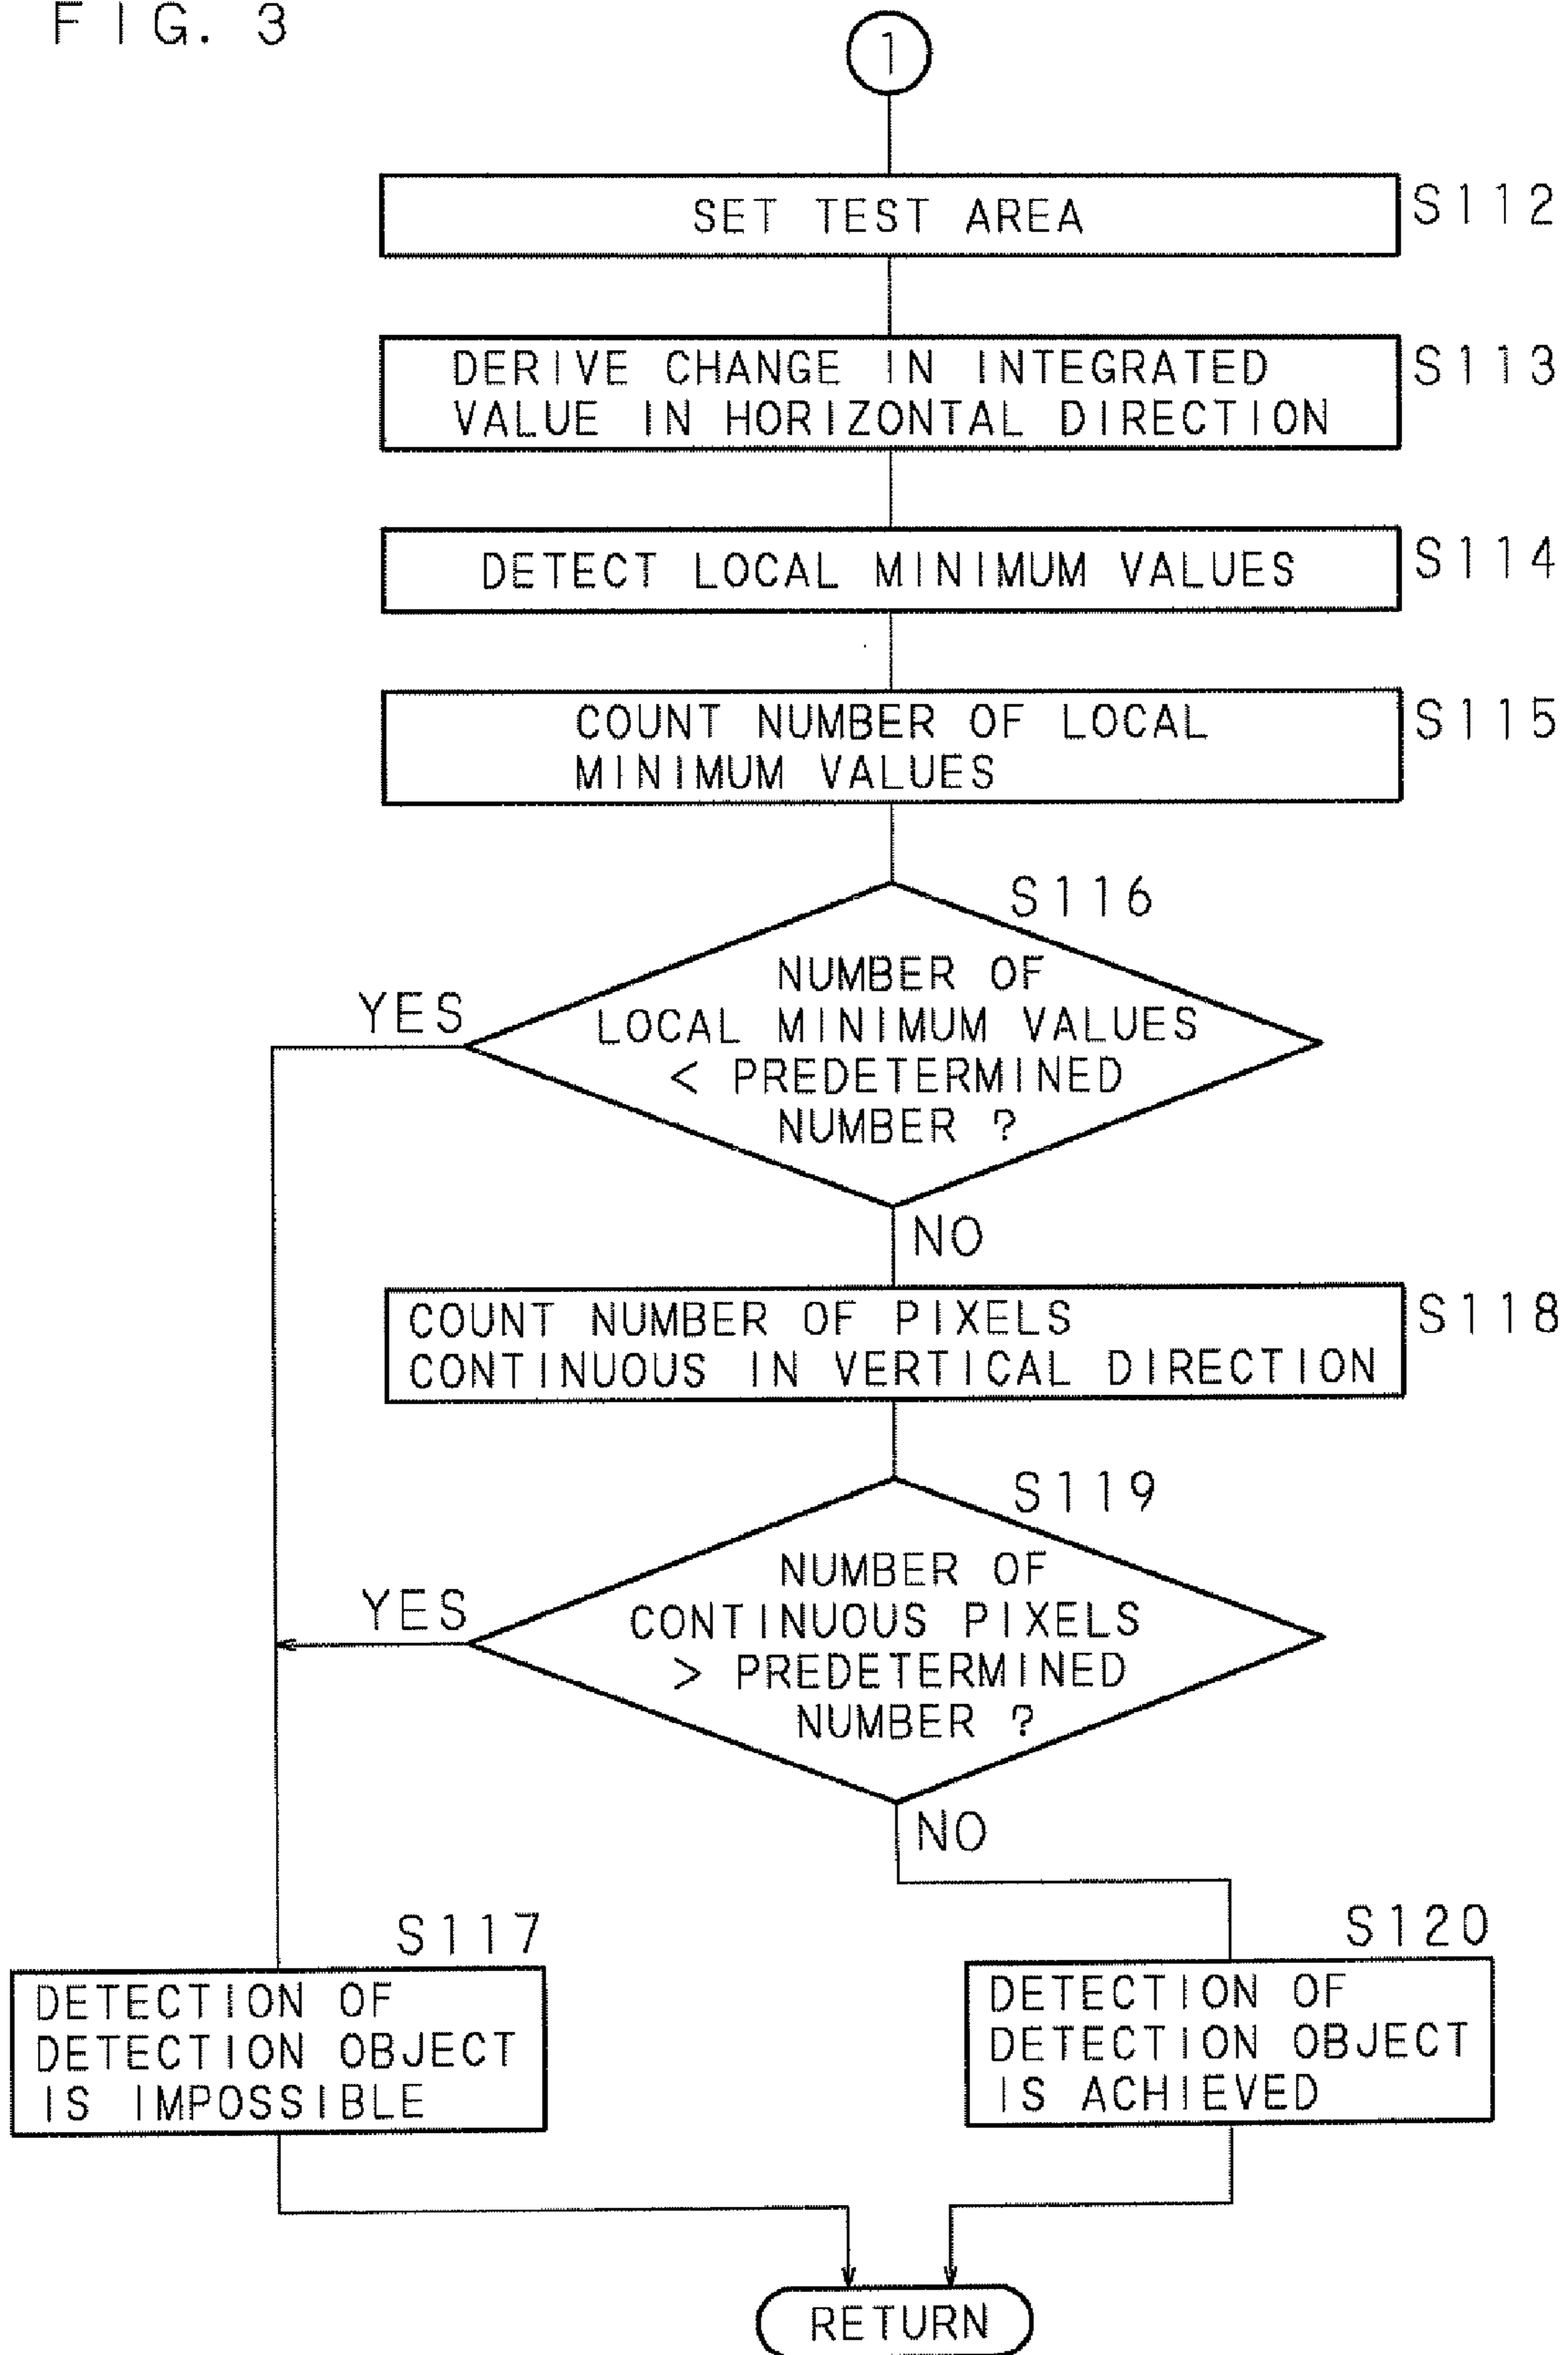 FIG. 3
1
SET TEST AREA
S112
DERIVE CHANGE IN INTEGRATED
VALUE IN HORIZONTAL DIRECTION
S113
DETECT LOCAL MINIMUM VALUES
S114
COUNT NUMBER OF LOCAL
MINIMUM VALUES
S115
S116
NUMBER OF
LOCAL MINIMUM VALUES
< PREDETERMINED
NUMBER ?
YES
NO
COUNT NUMBER OF PIXELS
CONTINUOUS IN VERTICAL DIRECTION
S118
S119
NUMBER OF
CONTINUOUS PIXELS
> PREDETERMINED
NUMBER ?
YES
NO
S117
DETECTION OF
DETECTION OBJECT
IS IMPOSSIBLE
S120
DETECTION OF
DETECTION OBJECT
IS ACHIEVED
RETURN